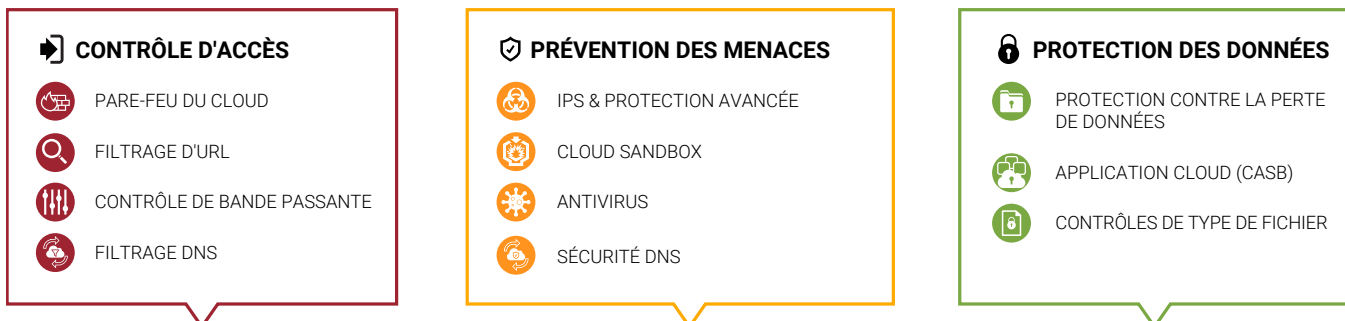 CONTRÔLE D'ACCÈS
PARE-FEU DU CLOUD
FILTRAGE D'URL
CONTRÔLE DE BANDE PASSANTE
FILTRAGE DNS
PRÉVENTION DES MENACES
IPS & PROTECTION AVANCÉE
CLOUD SANDBOX
ANTIVIRUS
SÉCURITÉ DNS
PROTECTION DES DONNÉES
PROTECTION CONTRE LA PERTE
DE DONNÉES
APPLICATION CLOUD (CASB)
CONTRÔLES DE TYPE DE FICHIER